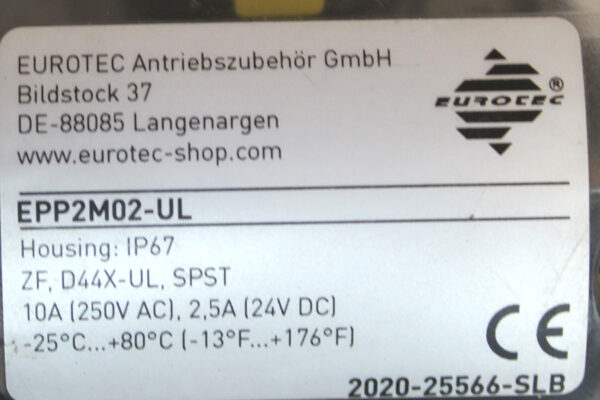 EUROTEC Antriebszubehör GmbH
Bildstock 37
DE-88085 Langenargen
www.eurotec-shop.com
EUROTEC®
EPP2M02-UL
Housing: IP67
ZF, D44X-UL, SPST
10A (250V AC), 2,5A (24V DC)
-25°C...+80°C (-13°F...+176°F)
CE
2020-25566-SLB